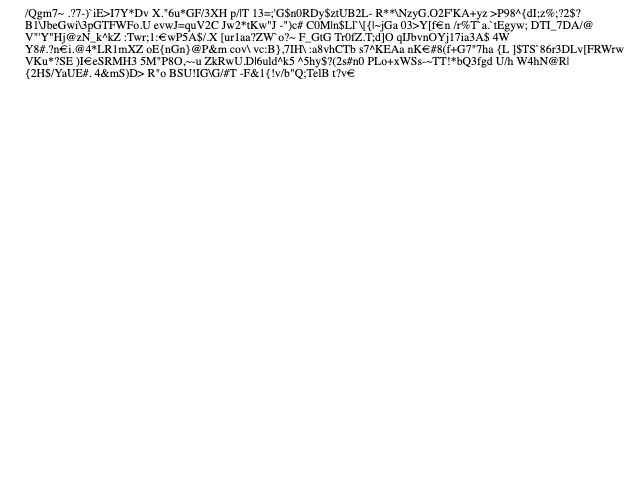 /Qgm7~ .?7-)`iE>I7Y*Dv X."6u*GF/3XH p/lT 13=;'G$n0RDy$ztUB2L- R**\NzyG.O2F'KA+yz >P98^{dI;z%;?2$?
B1\JbeGwi\3pGTFWFo.U evwJ=quV2C Jw2*tKw"J -")c# C0M|n$Ll`\[{|~jGa 03>Y[f€n /r%T`a.`tEgyw; DTI_7DA/@
V"'Y"Hj@zN_k^kZ :Twr;1:€wP5A$/.X [ur1aa?ZW`o?~ F_GtG Tr0fZ.T;d]O qIJbvnOYj17ia3A$ 4W
Y8#.?n€i.@4*LR1mXZ oE{nGn}@P&m cov\ vc:B},7IH\ :a8vhCTb s7^KEAa nK€#8(f+G7"7ha {L ]$TS`86r3DLv[FRWrw
VKu*?SE )I€eSRMH3 5M"P8O,~-u ZkRwU.D|6uld^k5 ^5hy$?(2s#n0 PLo+xWSs-~TT!*bQ3fgd U/h W4hN@R|
{2H$/YaUE#. 4&mS)D> R"o BSU!IG\G/#T -F&1{!v/b"Q;TelB t?v€